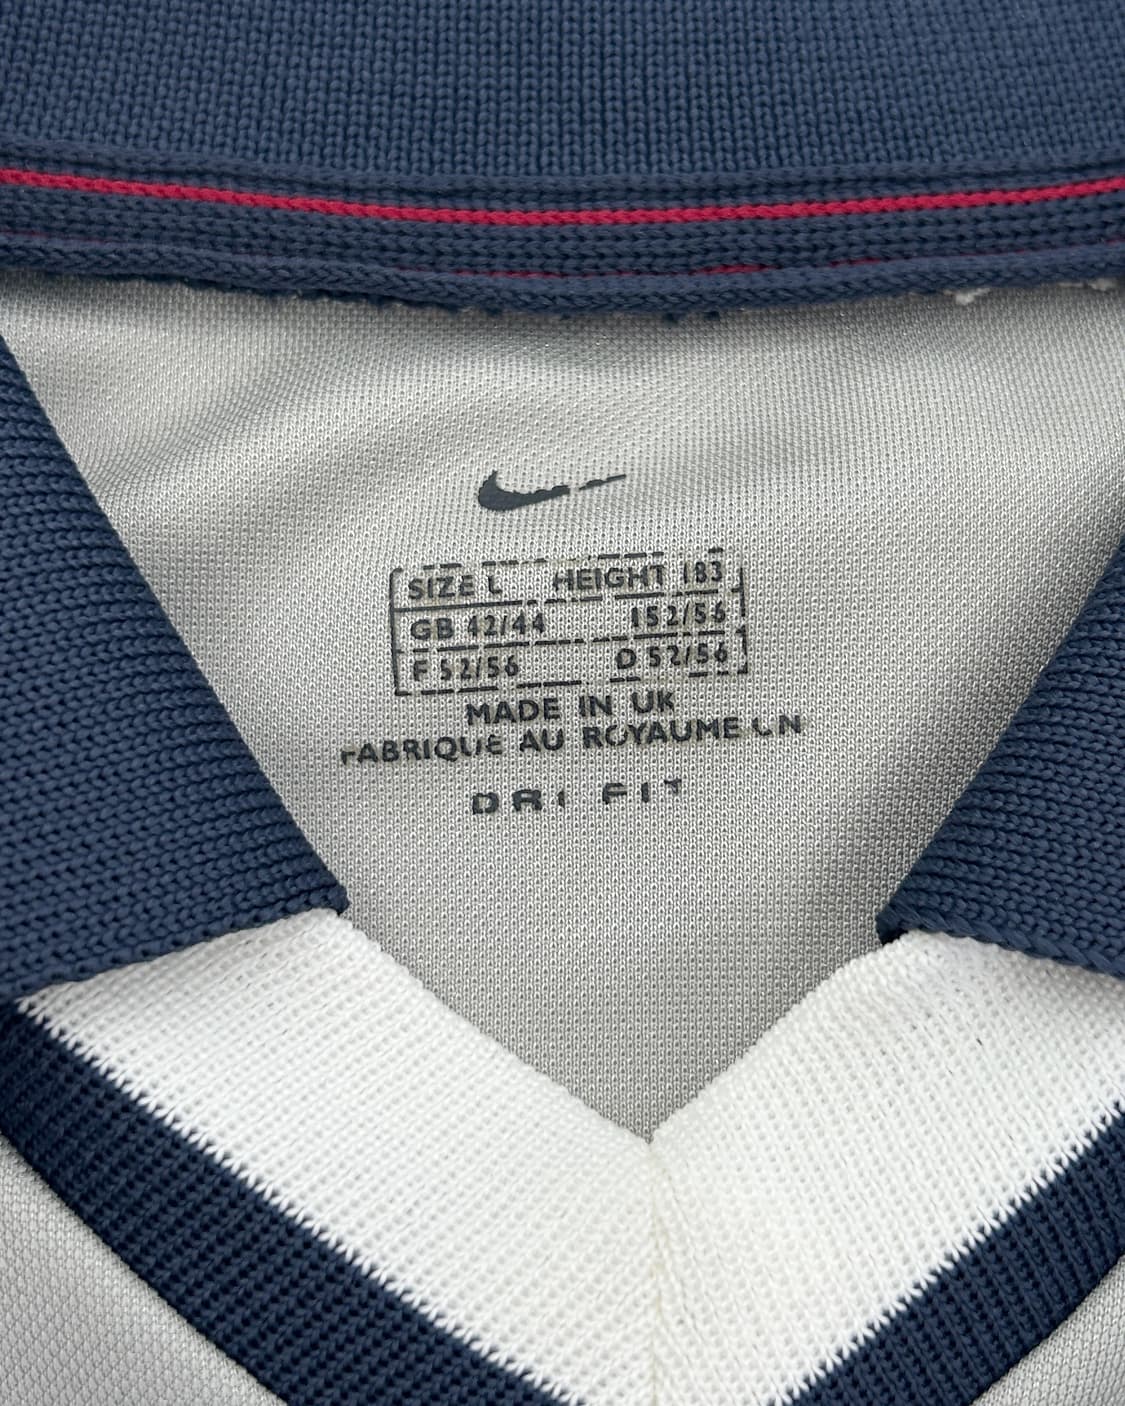 SIZE L HEIGHT 183
GB 42/44 I 52/56
F 52/56 D 52/56
MADE IN UK
FABRIQUE AU ROYAUME UN
DRI FIT